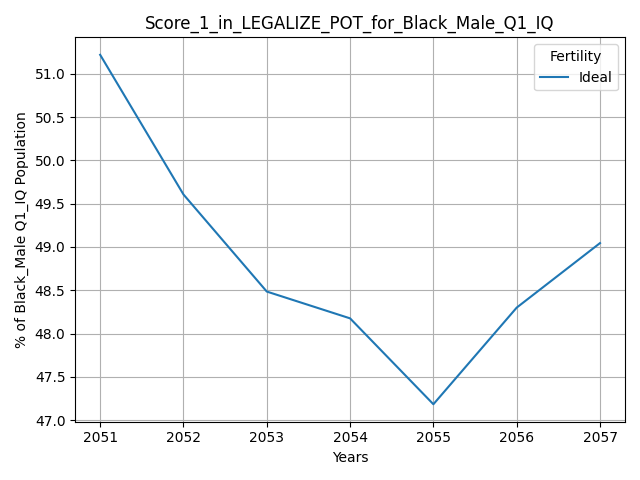 Score_1_in_LEGALIZE_POT_for_Black_Male_Q1_IQ
% of Black_Male Q1_IQ Population
51.0
50.5
50.0
49.5
49.0
48.5
48.0
47.5
47.0
Fertility
Ideal
2051 2052 2053 2054 2055 2056 2057
Years